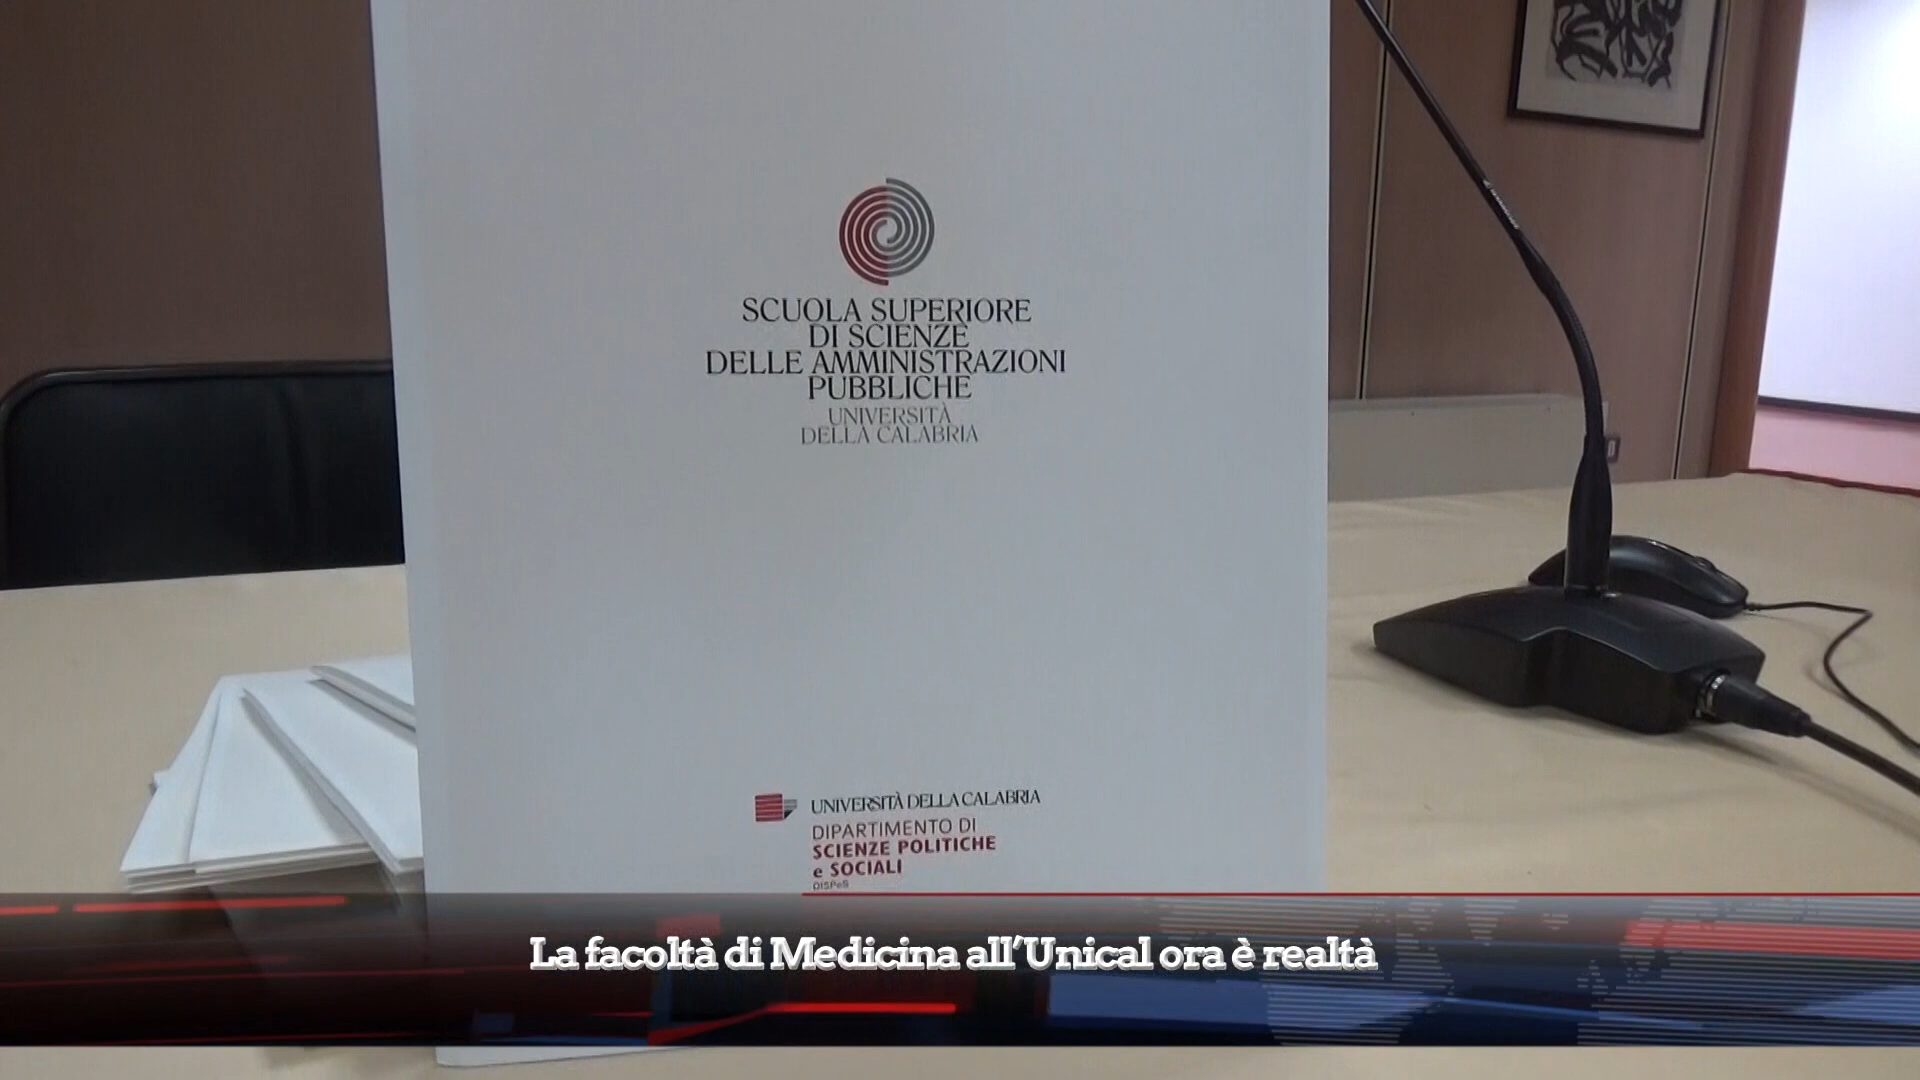 SCUOLA SUPERIORE
DI SCIENZE
DELLE AMMINISTRAZIONI
PUBBLICHE
UNIVERSITÀ
DELLA CALABRIA
UNIVERSITÀ DELLA CALABRIA
DIPARTIMENTO DI
SCIENZE POLITICHE
e SOCIALI
DISPeS
La facoltà di Medicina all'Unical ora è realtà